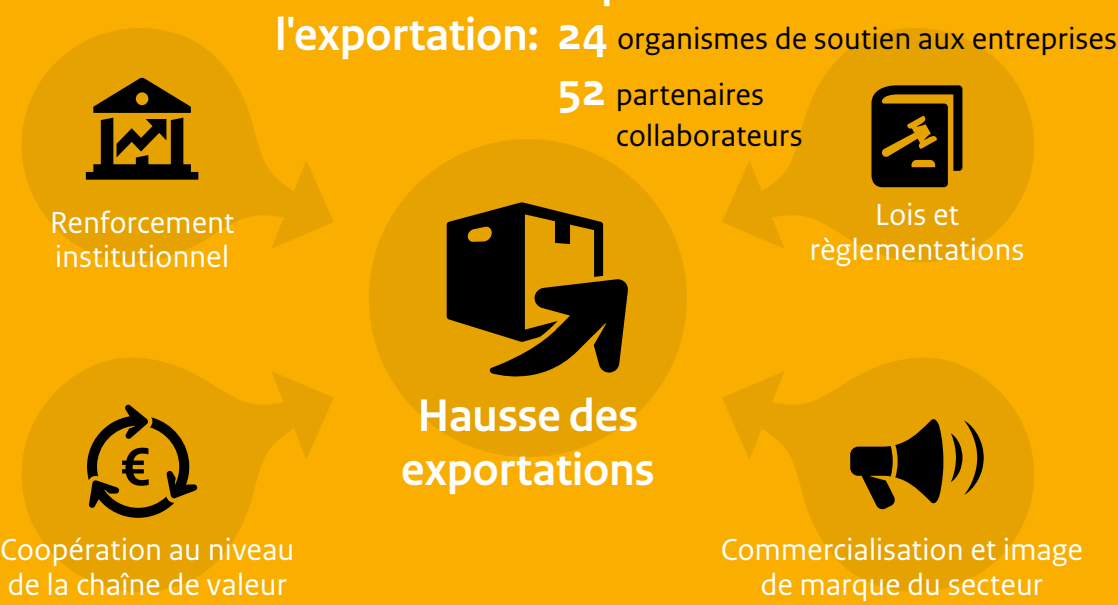 l'exportation: 24 organismes de soutien aux entreprises
52 partenaires
collaborateurs
Renforcement
institutionnel
Lois et
règlementations
Hausse des
exportations
€
Coopération au niveau
de la chaîne de valeur
Commercialisation et image
de marque du secteur